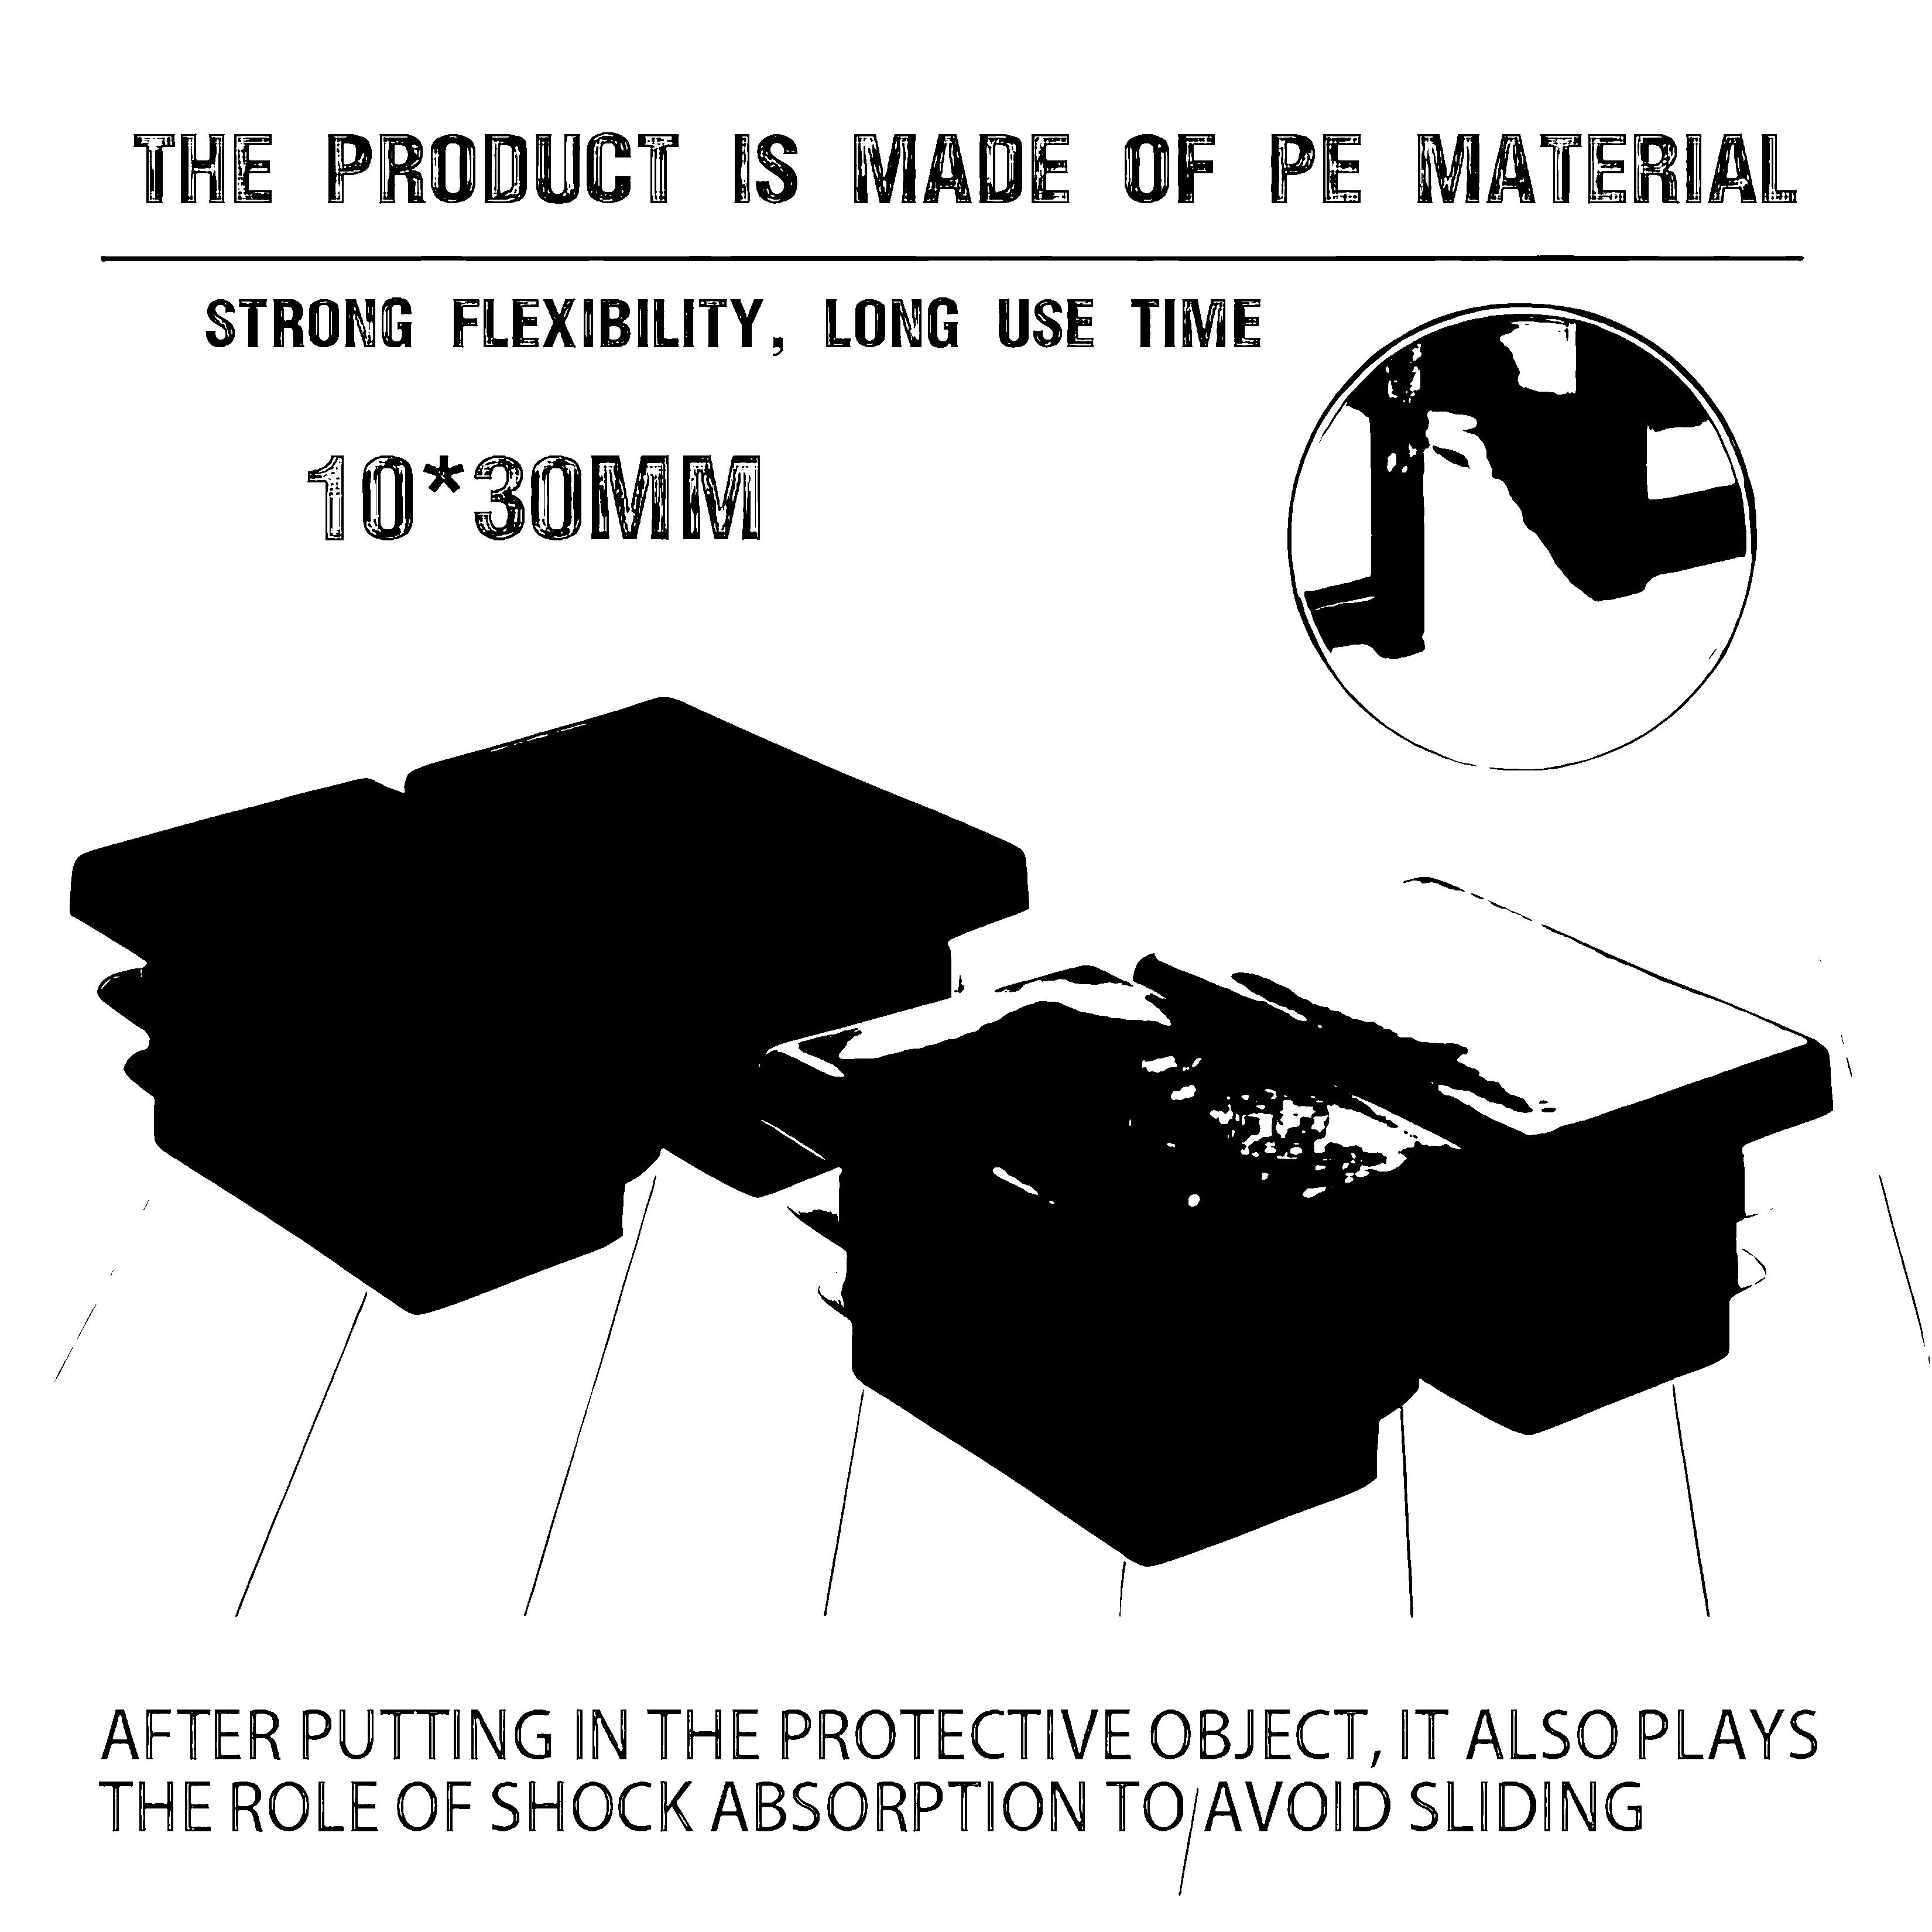 THE PRODUCT IS MADE OF PE MATERIAL
STRONG FLEXIBILITY, LONG USE TIME
10*30MM
AFTER PUTTING IN THE PROTECTIVE OBJECT, IT ALSO PLAYS
THE ROLE OF SHOCK ABSORPTION TO AVOID SLIDING